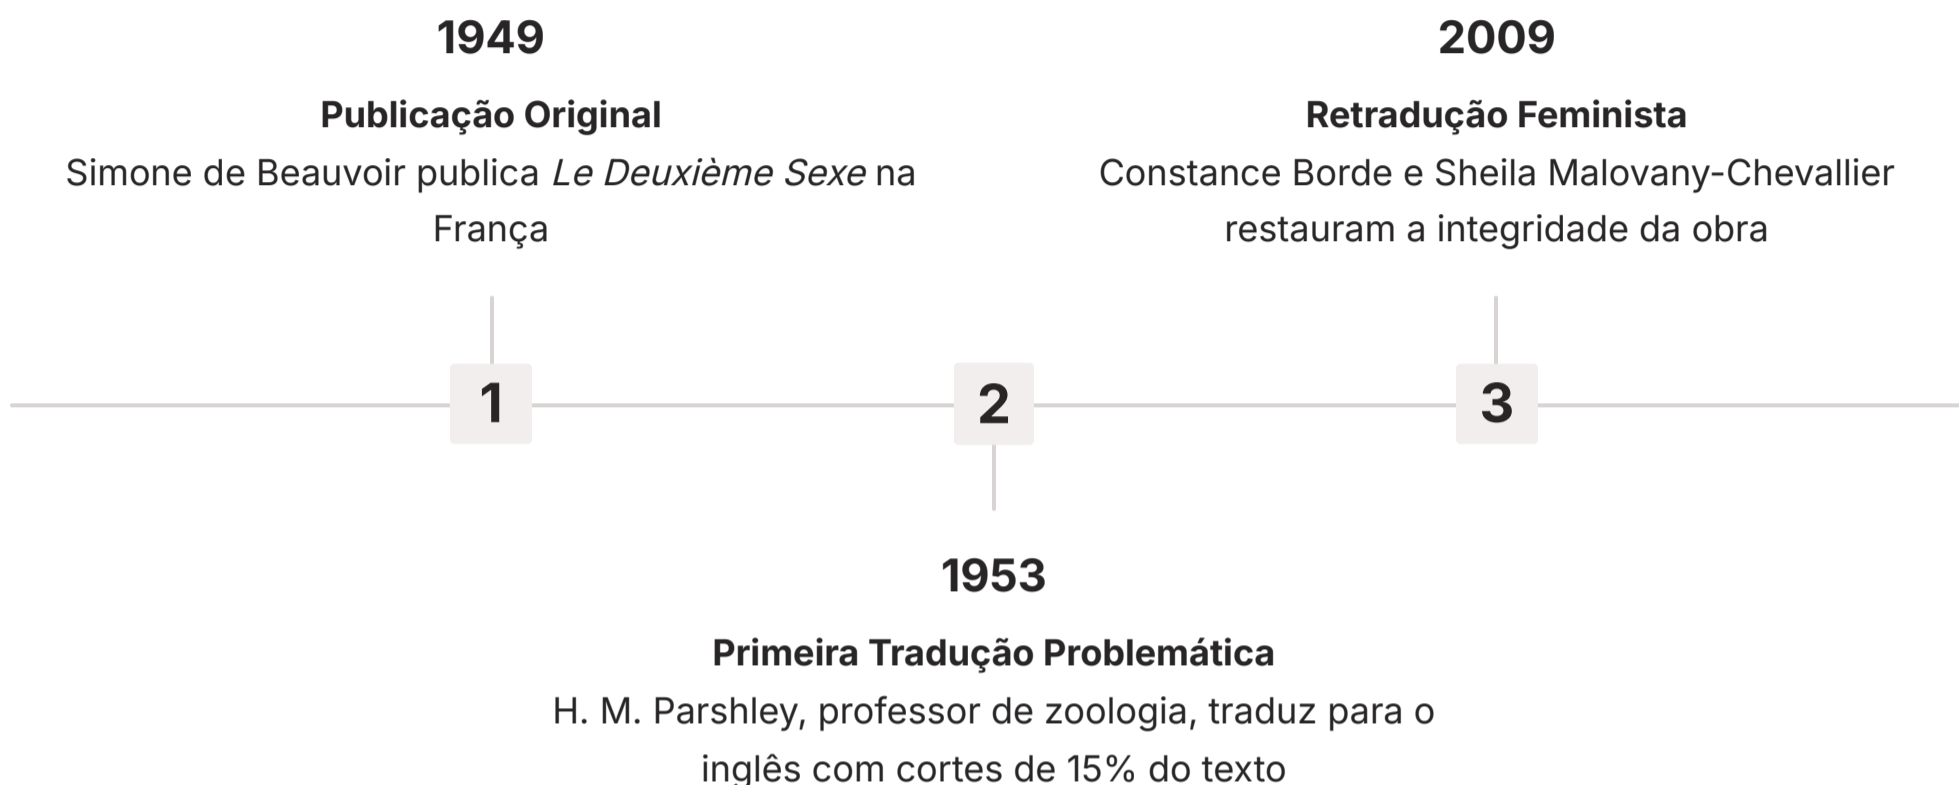 1949
Publicação Original
Simone de Beauvoir publica Le Deuxième Sexe na
França
2009
Retradução Feminista
Constance Borde e Sheila Malovany-Chevallier
restauram a integridade da obra
1
2
3
1953
Primeira Tradução Problemática
H. M. Parshley, professor de zoologia, traduz para o
inglês com cortes de 15% do texto